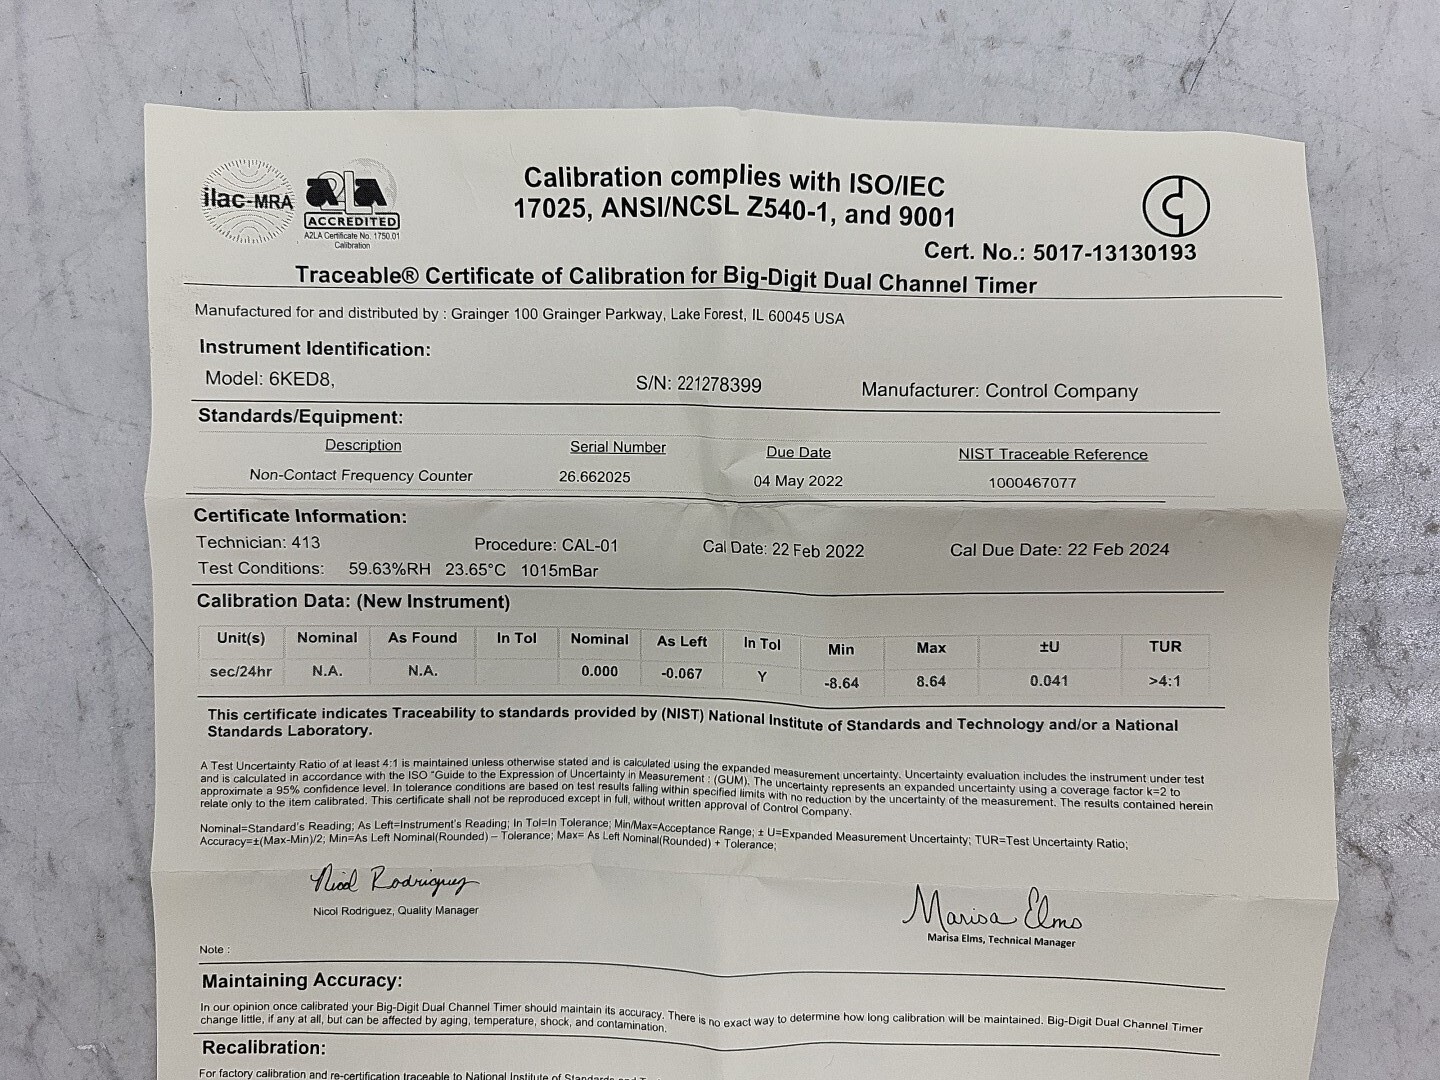 ilac-MRA
A2LA
ACCREDITED
A2LA Certificate No. 1750.01
Calibration
Calibration complies with ISO/IEC
17025, ANSI/NCSL Z540-1, and 9001
Cert. No.: 5017-13130193
Traceable® Certificate of Calibration for Big-Digit Dual Channel Timer
Manufactured for and distributed by : Grainger 100 Grainger Parkway, Lake Forest, IL 60045 USA
Instrument Identification:
Model: 6KED8, S/N: 221278399 Manufacturer: Control Company
Standards/Equipment:
Description Serial Number Due Date NIST Traceable Reference
Non-Contact Frequency Counter 26.662025 04 May 2022 1000467077
Certificate Information:
Technician: 413 Procedure: CAL-01 Cal Date: 22 Feb 2022 Cal Due Date: 22 Feb 2024
Test Conditions: 59.63%RH 23.65°C 1015mBar
Calibration Data: (New Instrument)
Unit(s) Nominal As Found In Tol Nominal As Left In Tol Min Max ±U TUR
sec/24hr N.A. N.A. 0.000 -0.067 Y -8.64 8.64 0.041 >4:1
This certificate indicates Traceability to standards provided by (NIST) National Institute of Standards and Technology and/or a National
Standards Laboratory.
A Test Uncertainty Ratio of at least 4:1 is maintained unless otherwise stated and is calculated using the expanded measurement uncertainty. Uncertainty evaluation includes the instrument under test
and is calculated in accordance with the ISO "Guide to the Expression of Uncertainty in Measurement : (GUM). The uncertainty represents an expanded uncertainty using a coverage factor k=2 to
approximate a 95% confidence level. In tolerance conditions are based on test results falling within specified limits with no reduction by the uncertainty of the measurement. The results contained herein
relate only to the item calibrated. This certificate shall not be reproduced except in full, without written approval of Control Company.
Nominal=Standard's Reading; As Left=Instrument's Reading; In Tol=In Tolerance; Min/Max=Acceptance Range; ± U=Expanded Measurement Uncertainty; TUR=Test Uncertainty Ratio;
Accuracy=±(Max-Min)/2; Min=As Left Nominal(Rounded) – Tolerance; Max= As Left Nominal(Rounded) + Tolerance;
Nicol Rodriguez
Marisa Elms
Nicol Rodriguez, Quality Manager
Marisa Elms, Technical Manager
Note :
Maintaining Accuracy:
In our opinion once calibrated your Big-Digit Dual Channel Timer should maintain its accuracy. There is no exact way to determine how long calibration will be maintained. Big-Digit Dual Channel Timer
change little, if any at all, but can be affected by aging, temperature, shock, and contamination.
Recalibration:
For factory calibration and re-certification traceable to National Institute of